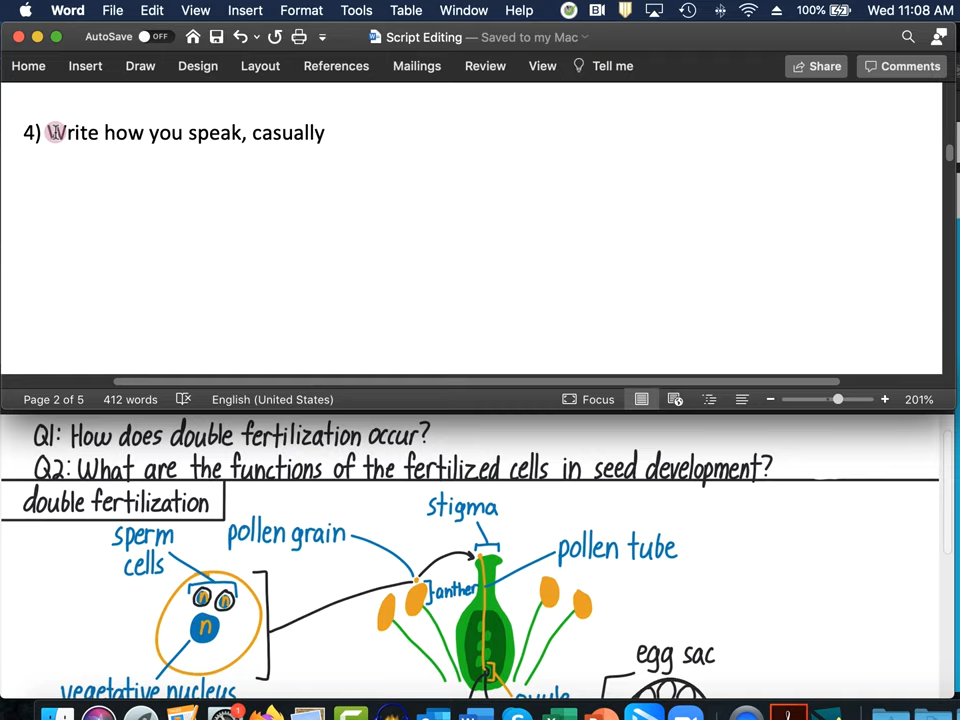 Word File Edit View Insert Format Tools Table Window Help 100% Wed 11:08 AM
AutoSave OFF Script Editing — Saved to my Mac
Home Insert Draw Design Layout References Mailings Review View Tell me Share Comments
4) Write how you speak, casually
Page 2 of 5 412 words English (United States) Focus 201%
Q1: How does double fertilization occur?
Q2: What are the functions of the fertilized cells in seed development?
double fertilization
stigma
sperm cells
pollen grain
pollen tube
anther
n n
n
egg sac
vegetative nucleus
ovule